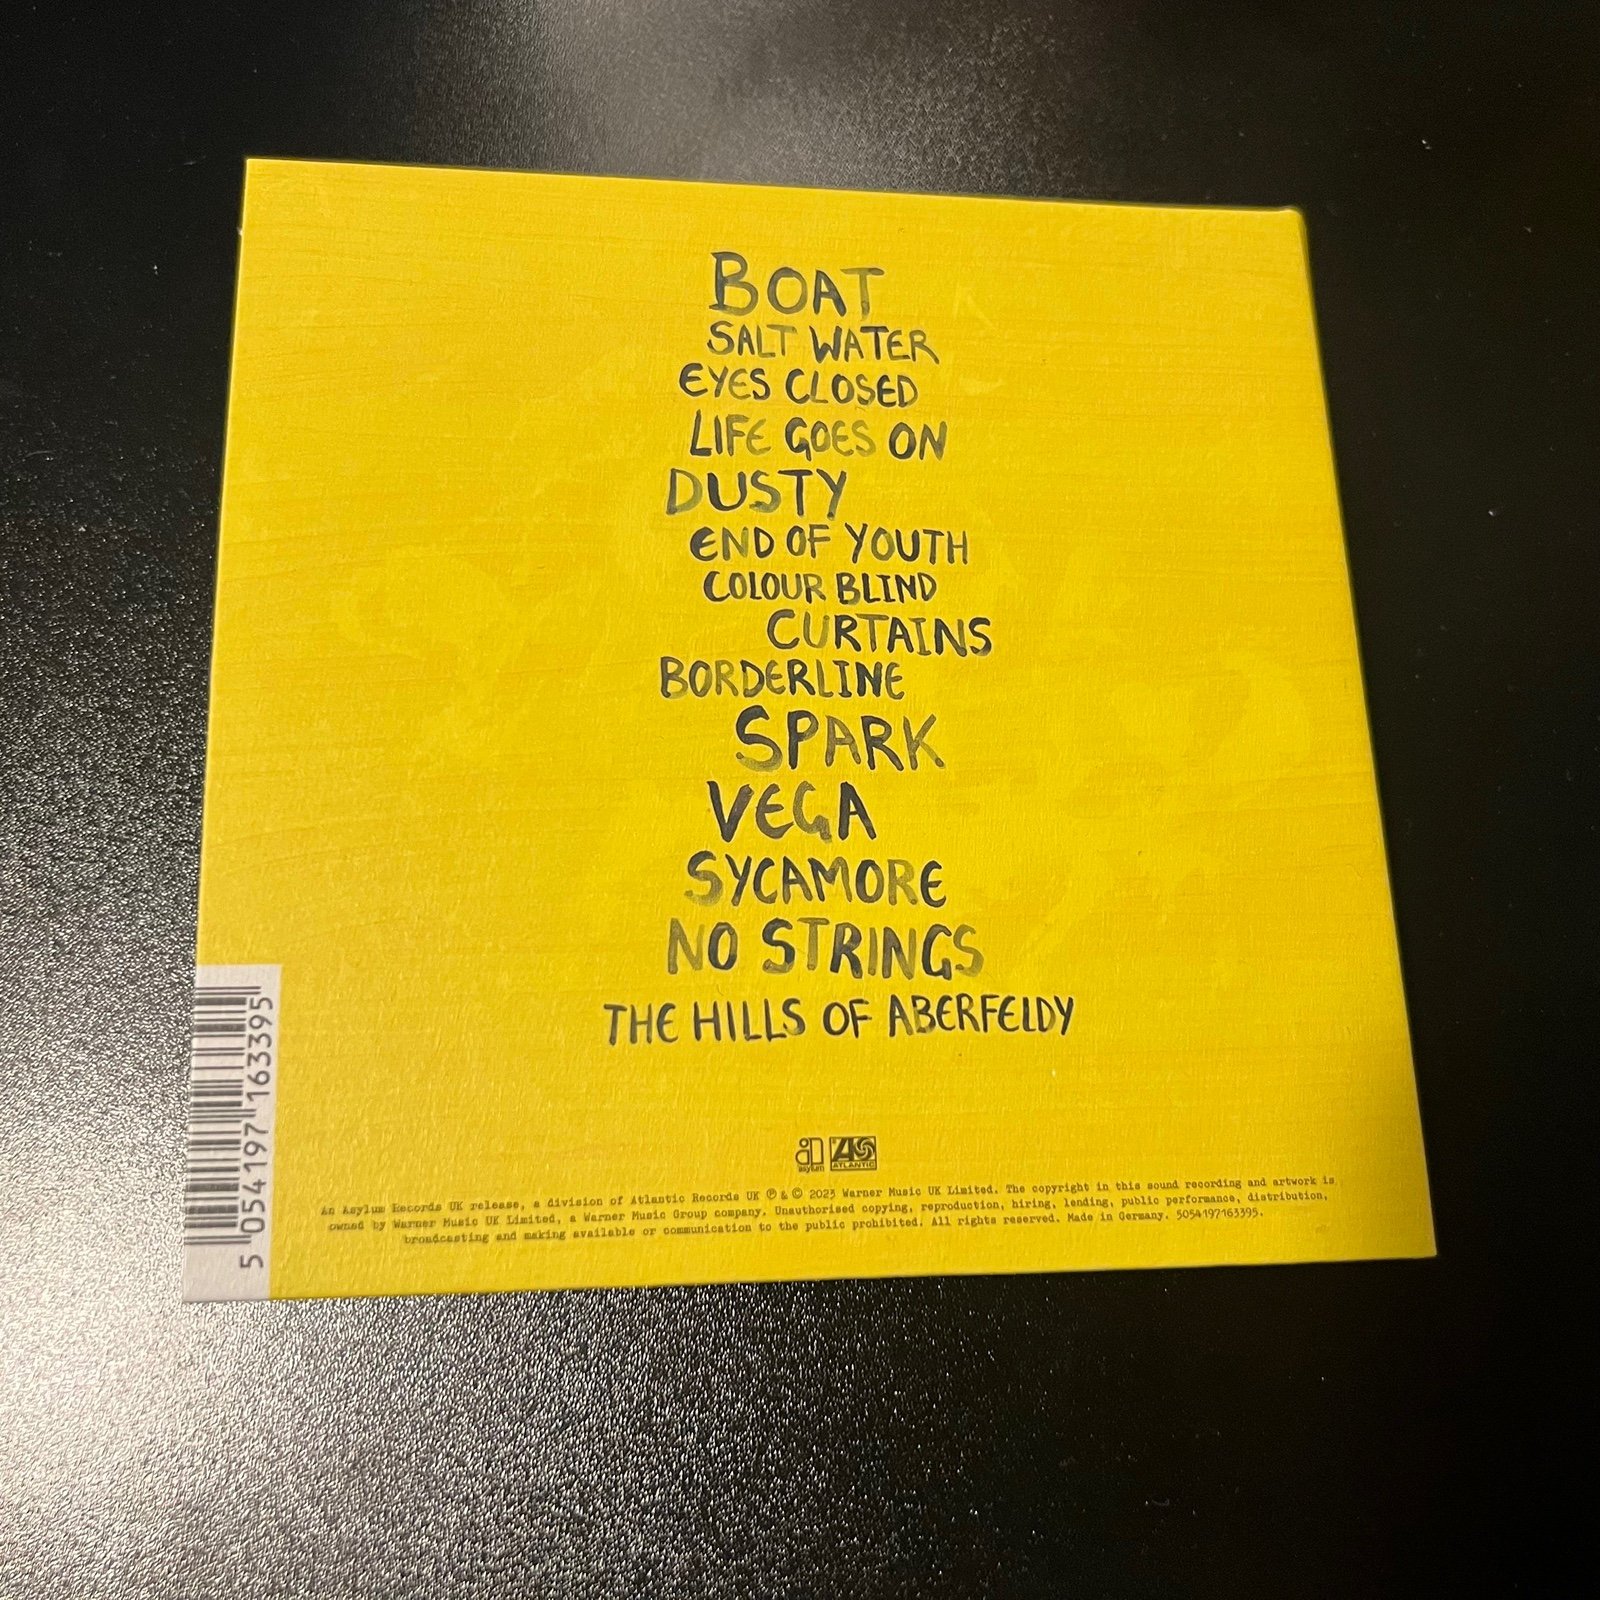 BOAT
SALT WATER
EYES CLOSED
LIFE GOES ON
DUSTY
END OF YOUTH
COLOUR BLIND
CURTAINS
BORDERLINE
SPARK
VEGA
SYCAMORE
NO STRINGS
THE HILLS OF ABERFELDY
5 054197 163395
asylum ATLANTIC
An Asylum Records UK release, a division of Atlantic Records UK ℗ & © 2023 Warner Music UK Limited. The copyright in this sound recording and artwork is
owned by Warner Music UK Limited, a Warner Music Group company. Unauthorised copying, reproduction, hiring, lending, public performance, distribution,
broadcasting and making available or communication to the public prohibited. All rights reserved. Made in Germany. 5054197163395.